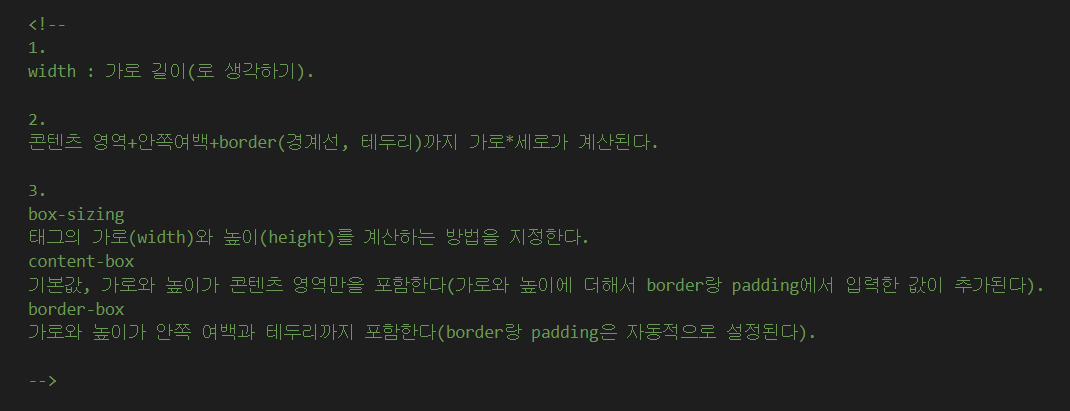 <!--
1.
width : 가로 길이(로 생각하기).
2.
콘텐츠 영역+안쪽여백+border(경계선, 테두리)까지 가로*세로가 계산된다.
3.
box-sizing
태그의 가로(width)와 높이(height)를 계산하는 방법을 지정한다.
content-box
기본값, 가로와 높이가 콘텐츠 영역만을 포함한다(가로와 높이에 더해서 border랑 padding에서 입력한 값이 추가된다).
border-box
가로와 높이가 안쪽 여백과 테두리까지 포함한다(border랑 padding은 자동적으로 설정된다).
-->